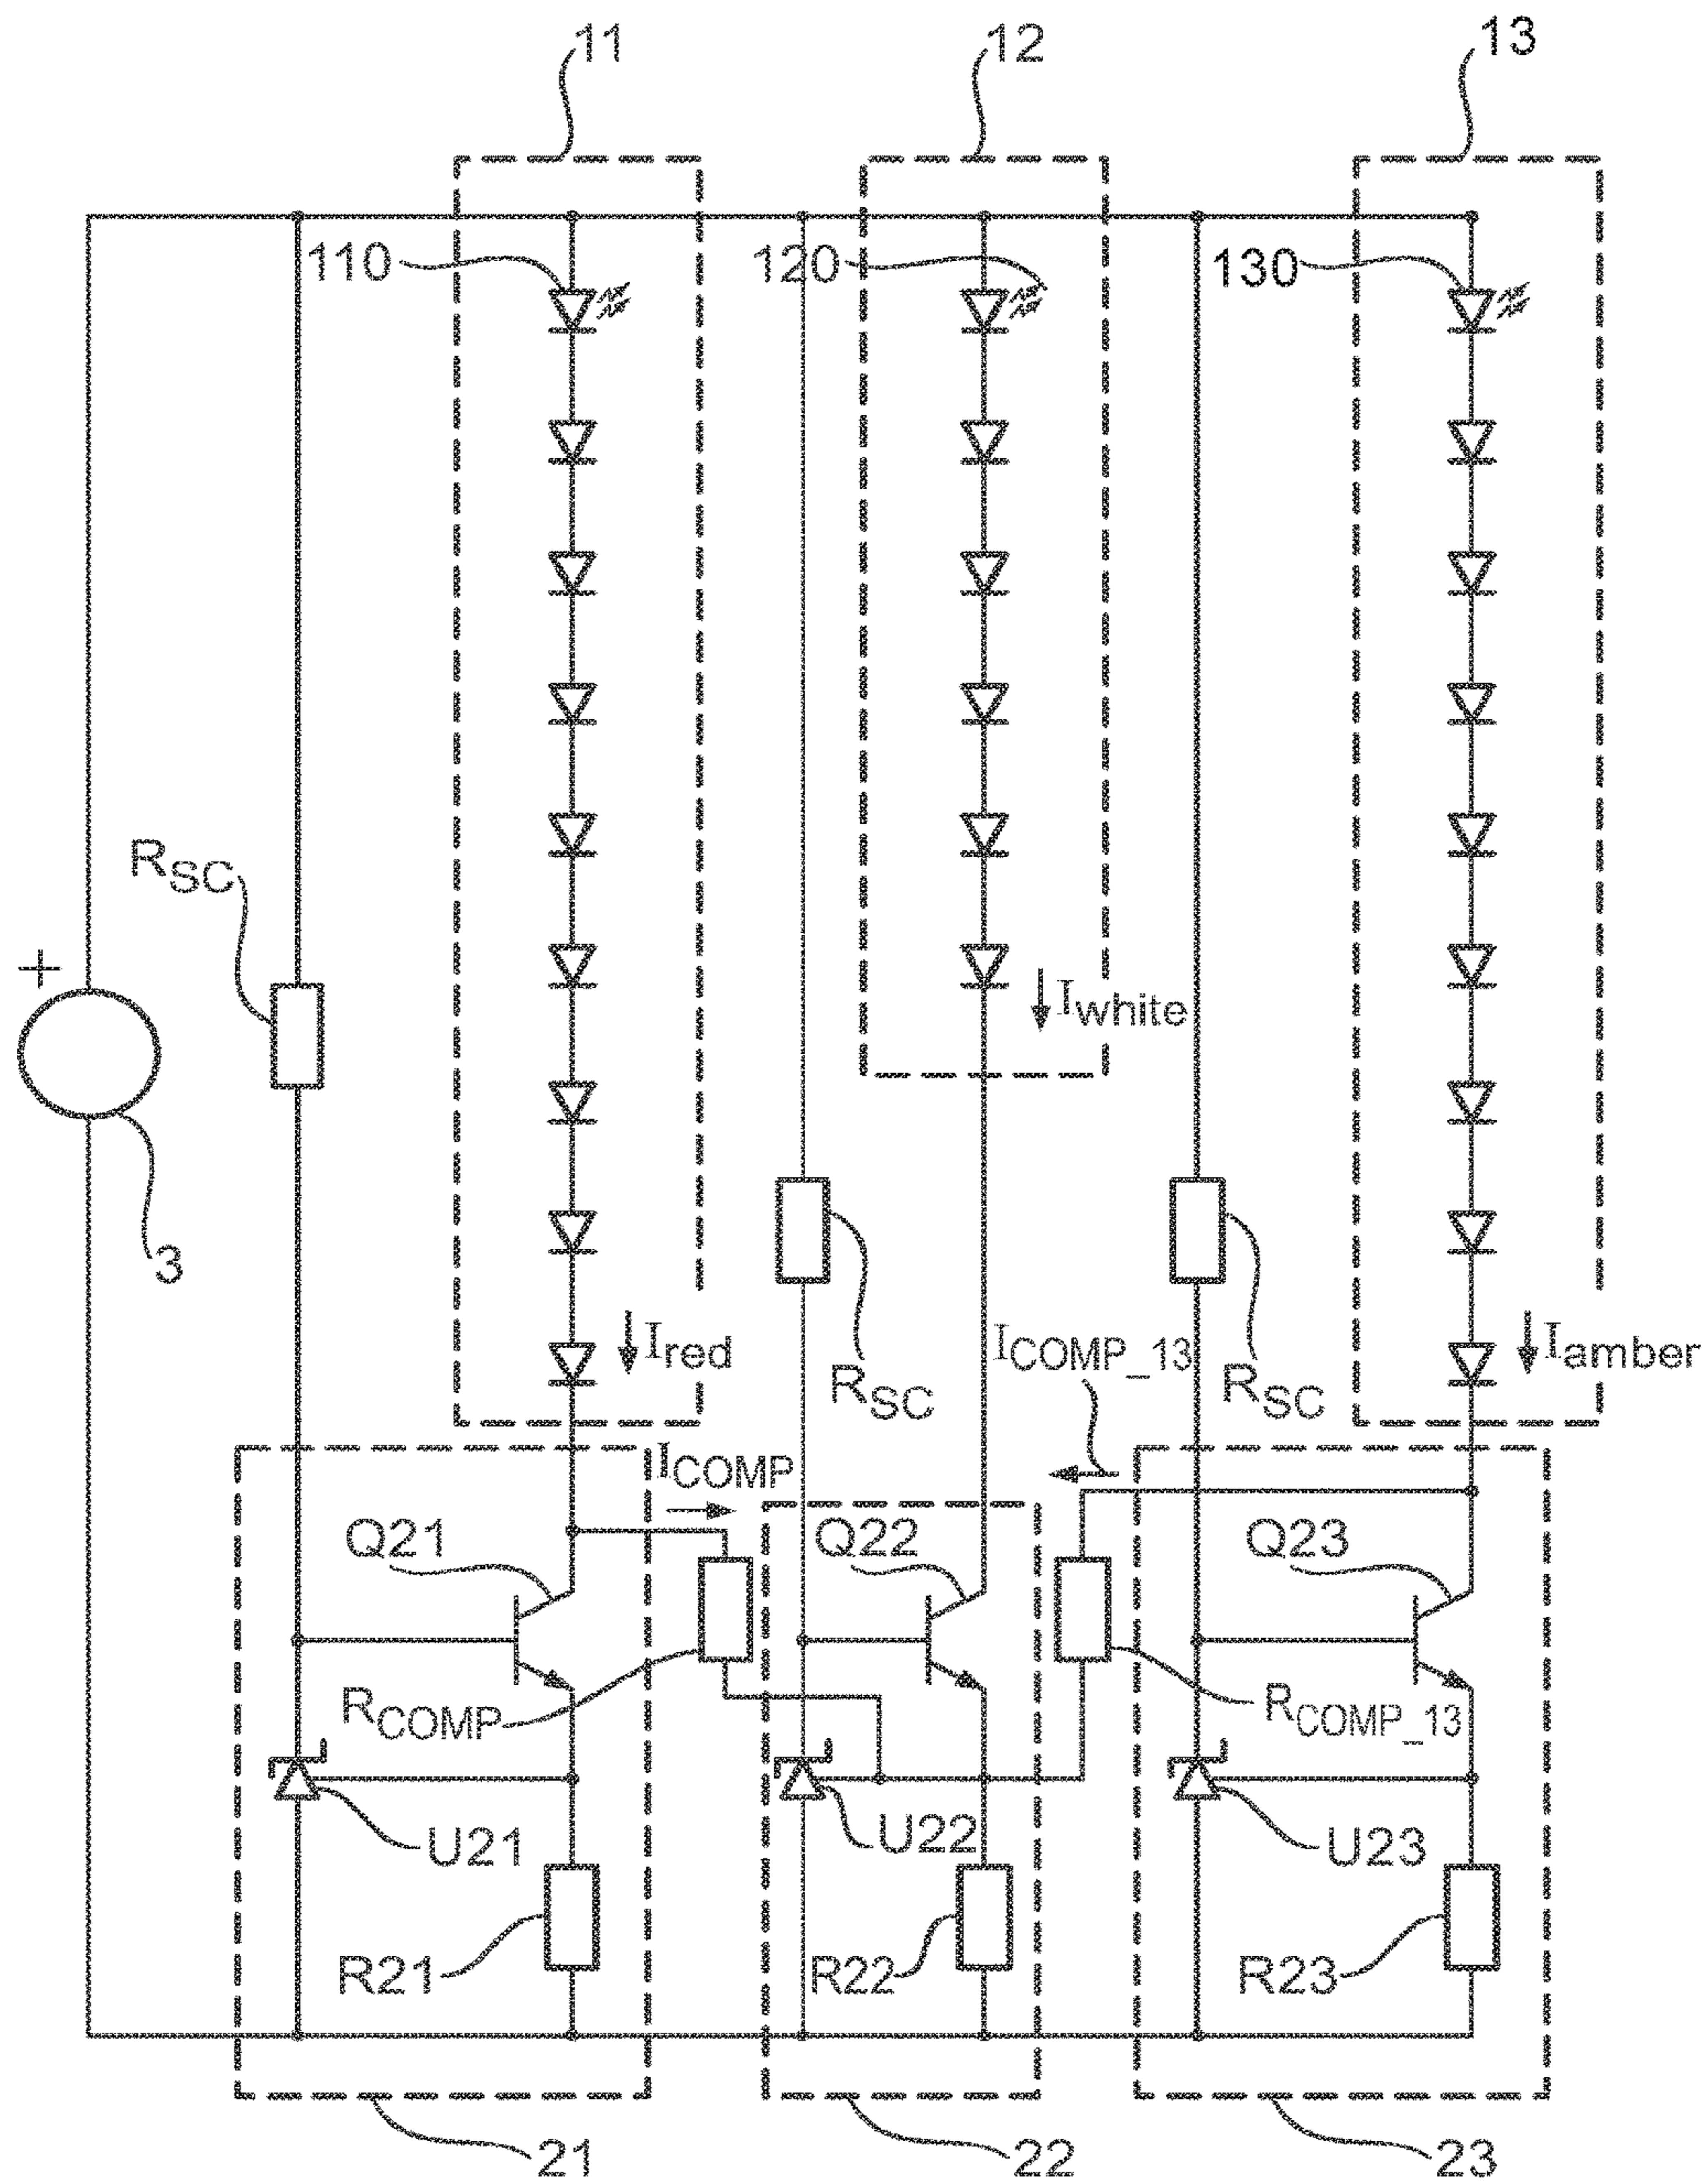 11
12
13
110
120
130
RSC
+
Iwhite
3
Ired
ICOMP_13
Iamber
RSC
RSC
ICOMP
Q21
Q22
Q23
RCOMP
RCOMP_13
U21
U22
U23
R21
R22
R23
21
22
23